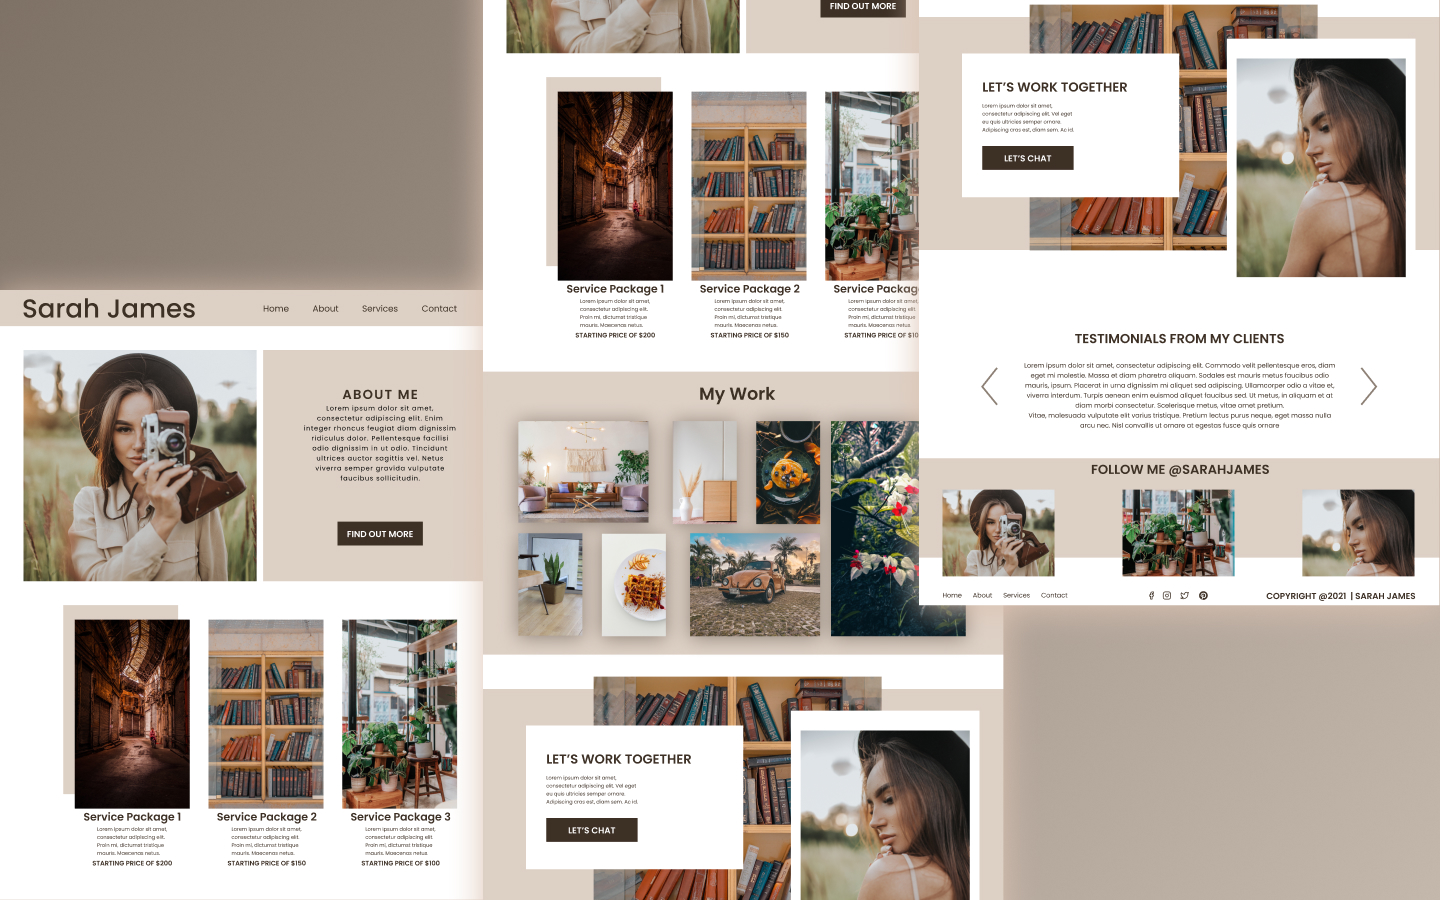 Sarah James
Home About Services Contact
ABOUT ME
Lorem ipsum dolor sit amet,
consectetur adipiscing elit. Enim
integer rhoncus feugiat diam dignissim
ridiculus dolor. Pellentesque facilisi
odio dignissim in ut odio. Tincidunt
ultrices auctor sagittis vel. Netus
viverra semper gravida vulputate
faucibus sollicitudin.
FIND OUT MORE
Service Package 1
Lorem ipsum dolor sit amet,
consectetur adipiscing elit.
Proin mi, dictumst tristique
mauris. Maecenas netus.
STARTING PRICE OF $200
Service Package 2
Lorem ipsum dolor sit amet,
consectetur adipiscing elit.
Proin mi, dictumst tristique
mauris. Maecenas netus.
STARTING PRICE OF $150
Service Package 3
Lorem ipsum dolor sit amet,
consectetur adipiscing elit.
Proin mi, dictumst tristique
mauris. Maecenas netus.
STARTING PRICE OF $100
FIND OUT MORE
Service Package 1
Lorem ipsum dolor sit amet,
consectetur adipiscing elit.
Proin mi, dictumst tristique
mauris. Maecenas netus.
STARTING PRICE OF $200
Service Package 2
Lorem ipsum dolor sit amet,
consectetur adipiscing elit.
Proin mi, dictumst tristique
mauris. Maecenas netus.
STARTING PRICE OF $150
Service Packag
Lorem ipsum dolor sit ame
consectetur adipiscing elit
Proin mi, dictumst tristique
mauris. Maecenas netus.
STARTING PRICE OF $10
My Work
LET'S WORK TOGETHER
Lorem ipsum dolor sit amet,
consectetur adipiscing elit. Vel eget
eu quis ultricies semper ornare.
Adipiscing cras est, diam sem. Ac id.
LET'S CHAT
LET'S WORK TOGETHER
Lorem ipsum dolor sit amet,
consectetur adipiscing elit. Vel eget
eu quis ultricies semper ornare.
Adipiscing cras est, diam sem. Ac id.
LET'S CHAT
TESTIMONIALS FROM MY CLIENTS
Lorem ipsum dolor sit amet, consectetur adipiscing elit. Commodo velit pellentesque eros, diam
eget mi molestie. Massa et diam pharetra aliquam. Sodales est mauris metus faucibus odio
mauris, ipsum. Placerat in urna dignissim mi aliquet sed adipiscing. Ullamcorper odio a vitae et,
viverra interdum. Turpis aenean enim euismod aliquet faucibus sed. Ut metus, in aliquam et at
diam morbi consectetur. Scelerisque metus, vitae amet pretium.
Vitae, malesuada vulputate elit varius tristique. Pretium lectus purus neque, eget massa nulla
arcu nec. Nisl convallis ut ornare at egestas fusce quis ornare
FOLLOW ME @SARAHJAMES
Home About Services Contact
COPYRIGHT @2021 | SARAH JAMES